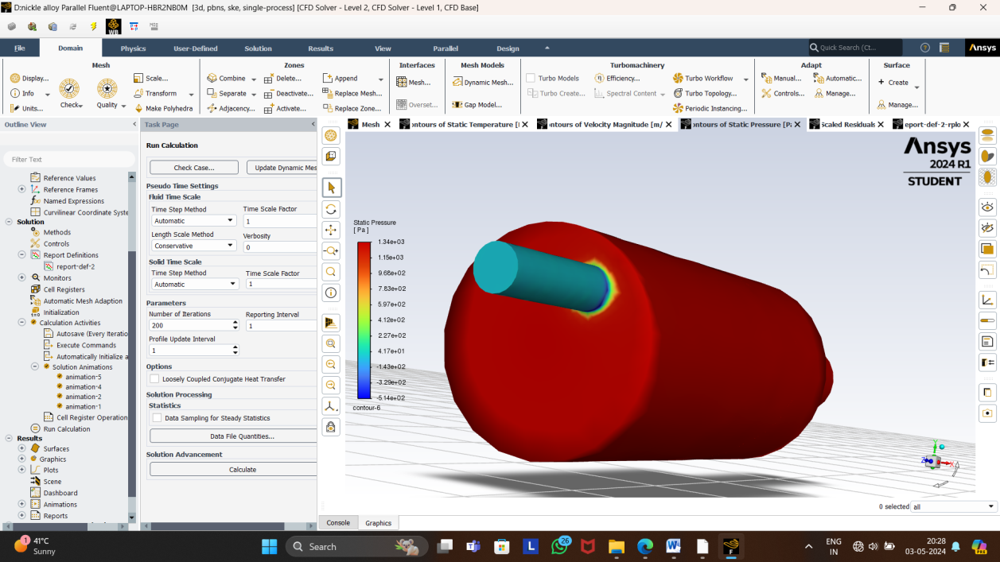 D:nickle alloy Parallel Fluent@LAPTOP-HBR2NB0M [3d, pbns, ske, single-process] [CFD Solver - Level 2, CFD Solver - Level 1, CFD Base]
WB
File Domain Physics User-Defined Solution Results View Parallel Design Quick Search (Ct... Ansys
Mesh Zones Interfaces Mesh Models Turbomachinery Adapt Surface
Display... Scale... Combine Delete... Append Mesh... Dynamic Mesh... Turbo Models Efficiency... Turbo Workflow Manual... Automatic... Create
Info Transform Separate Deactivate... Replace Mesh... Turbo Create... Spectral Content Turbo Topology... Controls... Manage...
Check Quality
Units... Make Polyhedra Adjacency... Activate... Replace Zone... Overset... Gap Model... Periodic Instancing... Manage...
Outline View
Filter Text
Reference Values
Reference Frames
Named Expressions
Curvilinear Coordinate Syste
Solution
Methods
Controls
Report Definitions
report-def-2
Monitors
Cell Registers
Automatic Mesh Adaption
Initialization
Calculation Activities
Autosave (Every Iteratio
Execute Commands
Automatically Initialize a
Solution Animations
animation-5
animation-4
animation-2
animation-1
Cell Register Operation
Run Calculation
Results
Surfaces
Graphics
Plots
Scene
Dashboard
Animations
Reports
Task Page
Run Calculation
Check Case... Update Dynamic Mes
Pseudo Time Settings
Fluid Time Scale
Time Step Method Time Scale Factor
Automatic 1
Length Scale Method Verbosity
Conservative 0
Solid Time Scale
Time Step Method Time Scale Factor
Automatic 1
Parameters
Number of Iterations Reporting Interval
200 1
Profile Update Interval
1
Options
Loosely Coupled Conjugate Heat Transfer
Solution Processing
Statistics
Data Sampling for Steady Statistics
Data File Quantities...
Solution Advancement
Calculate
Mesh ontours of Static Temperature [ ontours of Velocity Magnitude [m/ ontours of Static Pressure [P Scaled Residuals eport-def-2-rplo
Ansys
2024 R1
STUDENT
Static Pressure
[ Pa ]
1.34e+03
1.15e+03
9.68e+02
7.83e+02
5.97e+02
4.12e+02
2.27e+02
4.17e+01
-1.43e+02
-3.29e+02
-5.14e+02
contour-6
Y
Z X
0 selected all
Console Graphics
1
41°C
Sunny
Search
26
ENG
IN
20:28
03-05-2024